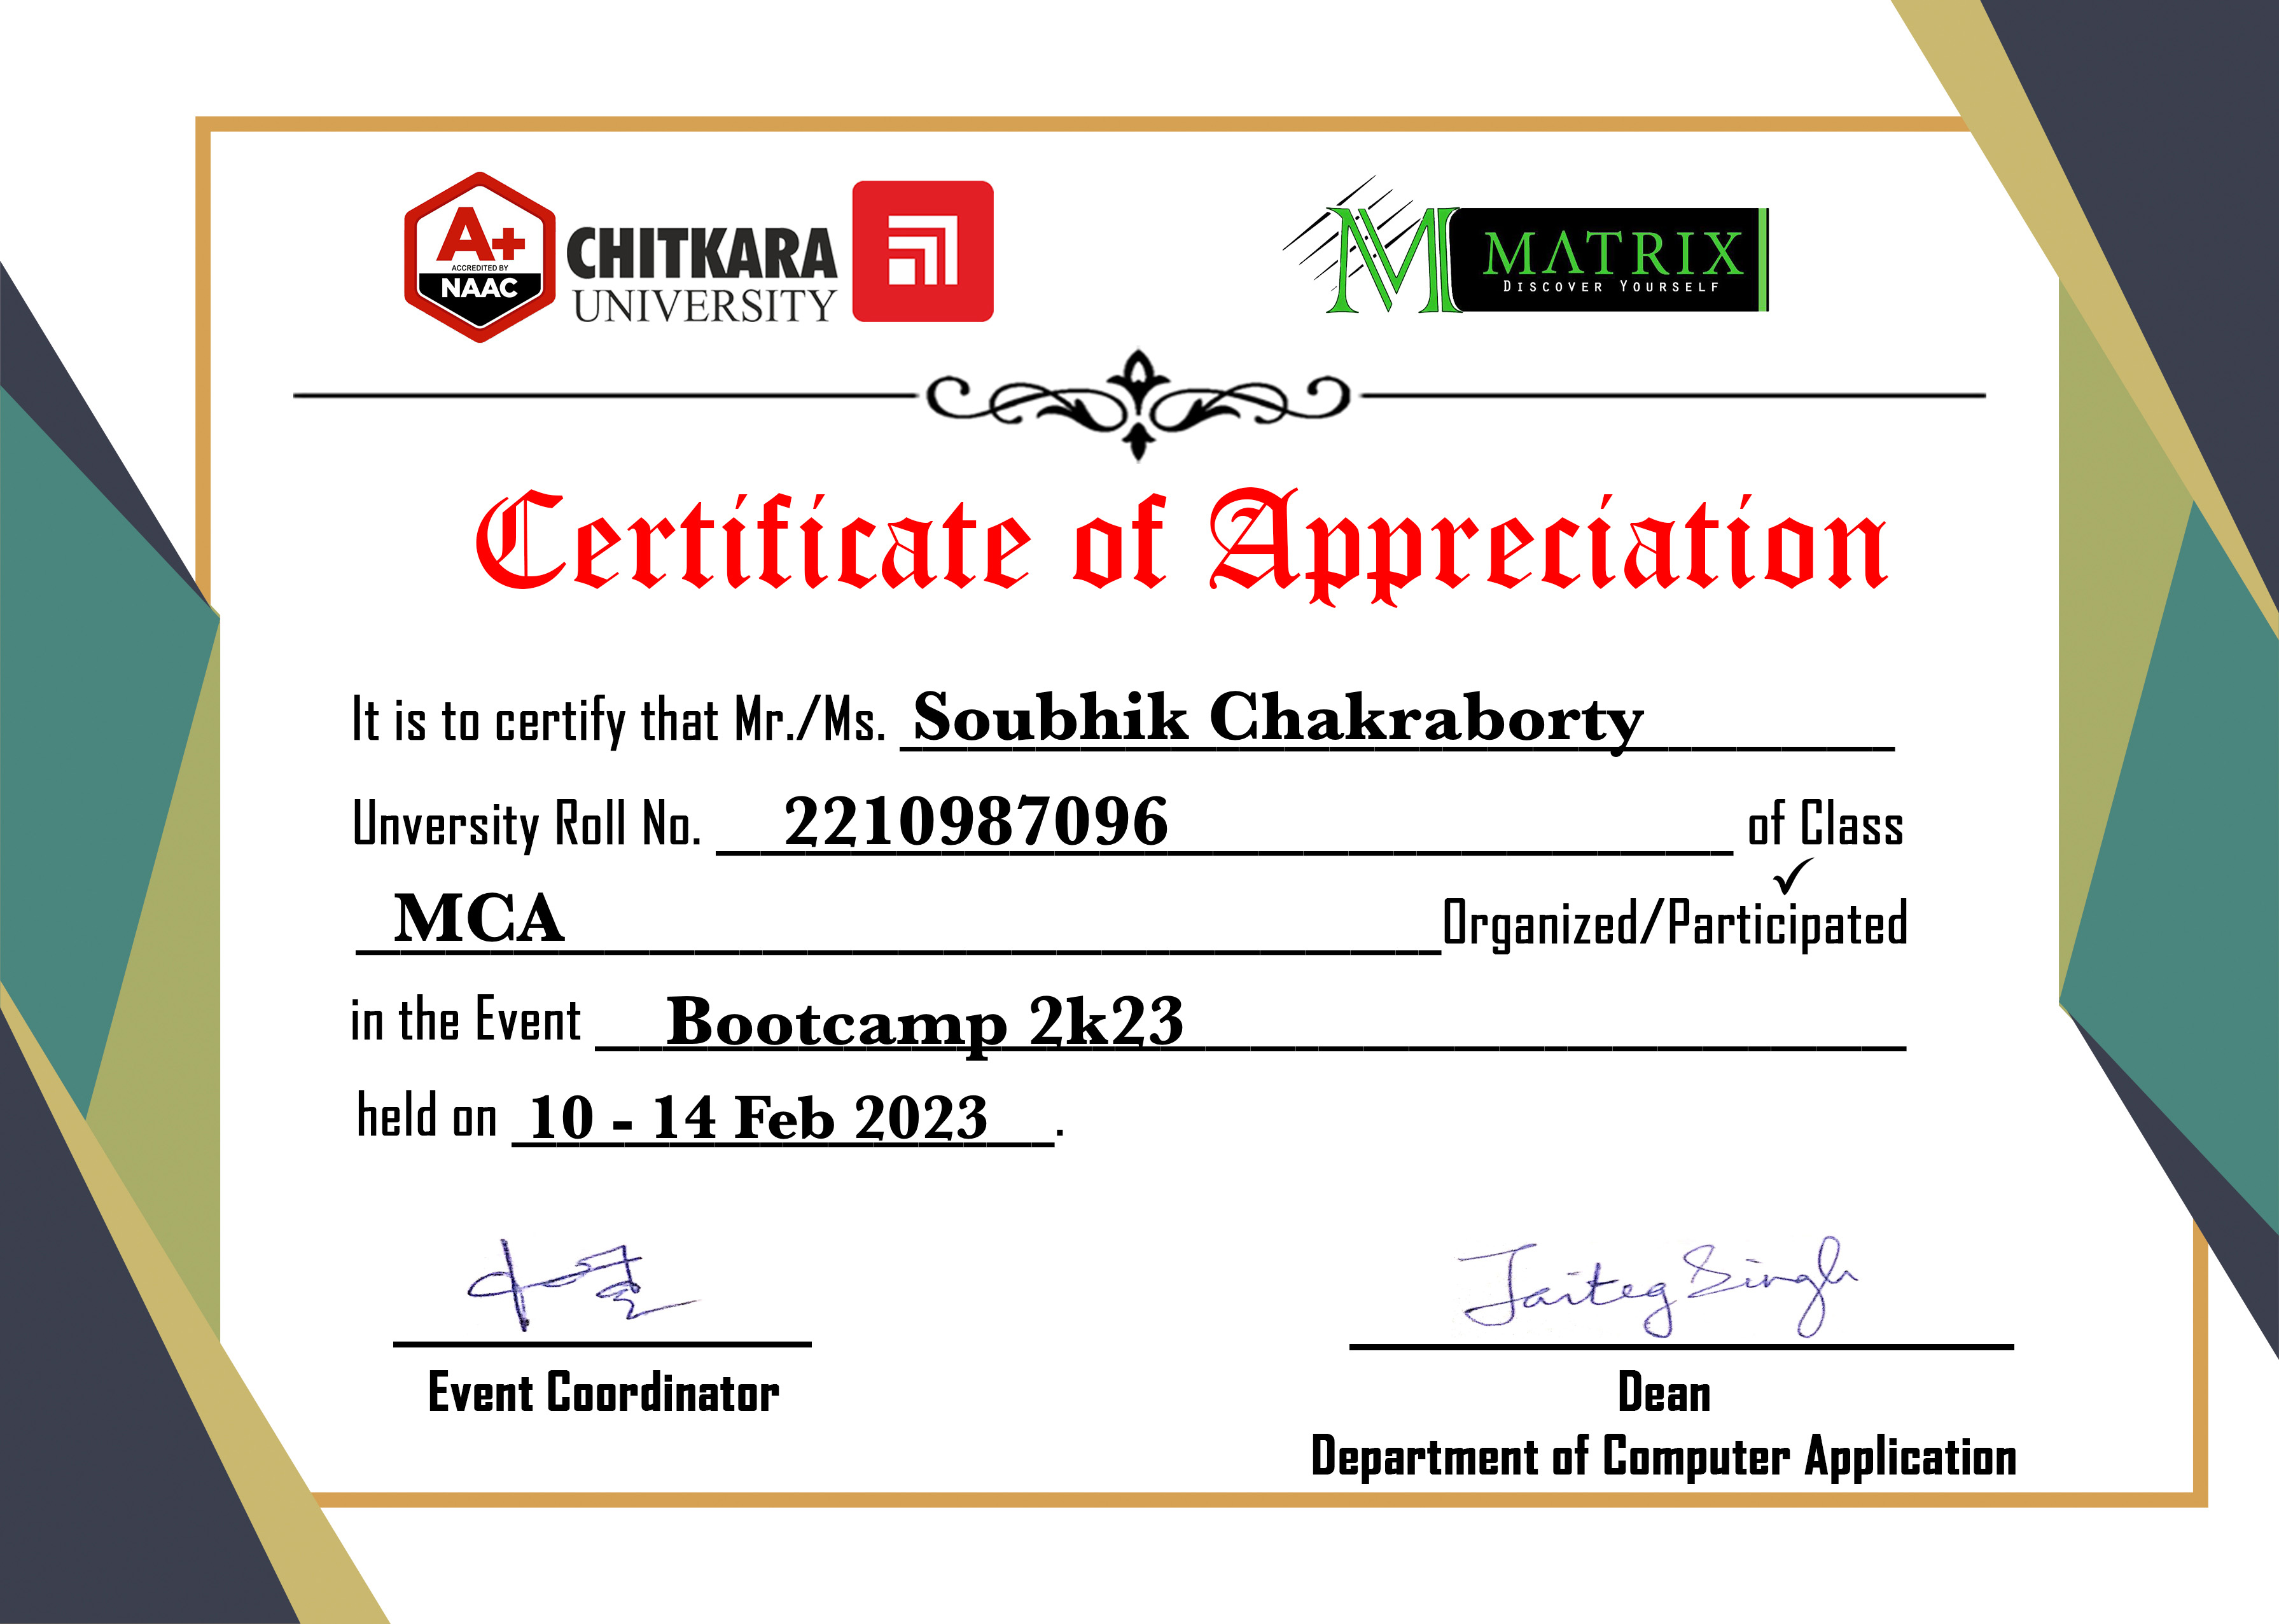 A+
ACCREDITED BY
NAAC
CHITKARA
UNIVERSITY
M MATRIX
DISCOVER YOURSELF
Certificate of Appreciation
It is to certify that Mr./Ms. Soubhik Chakraborty
Unversity Roll No. 2210987096 of Class
✓
MCA Organized/Participated
in the Event Bootcamp 2k23
held on 10 - 14 Feb 2023.
Jaiteg Singh
Event Coordinator
Dean
Department of Computer Application